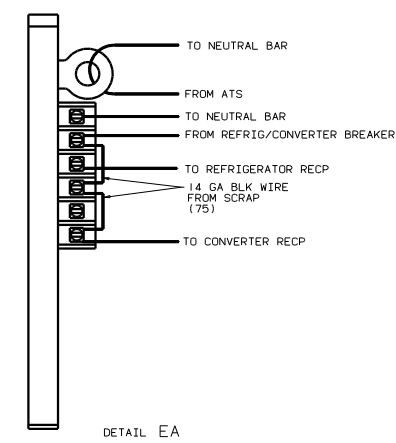 TO NEUTRAL BAR
FROM ATS
TO NEUTRAL BAR
FROM REFRIG/CONVERTER BREAKER
TO REFRIGERATOR RECP
14 GA BLK WIRE
FROM SCRAP
(75)
TO CONVERTER RECP
DETAIL EA